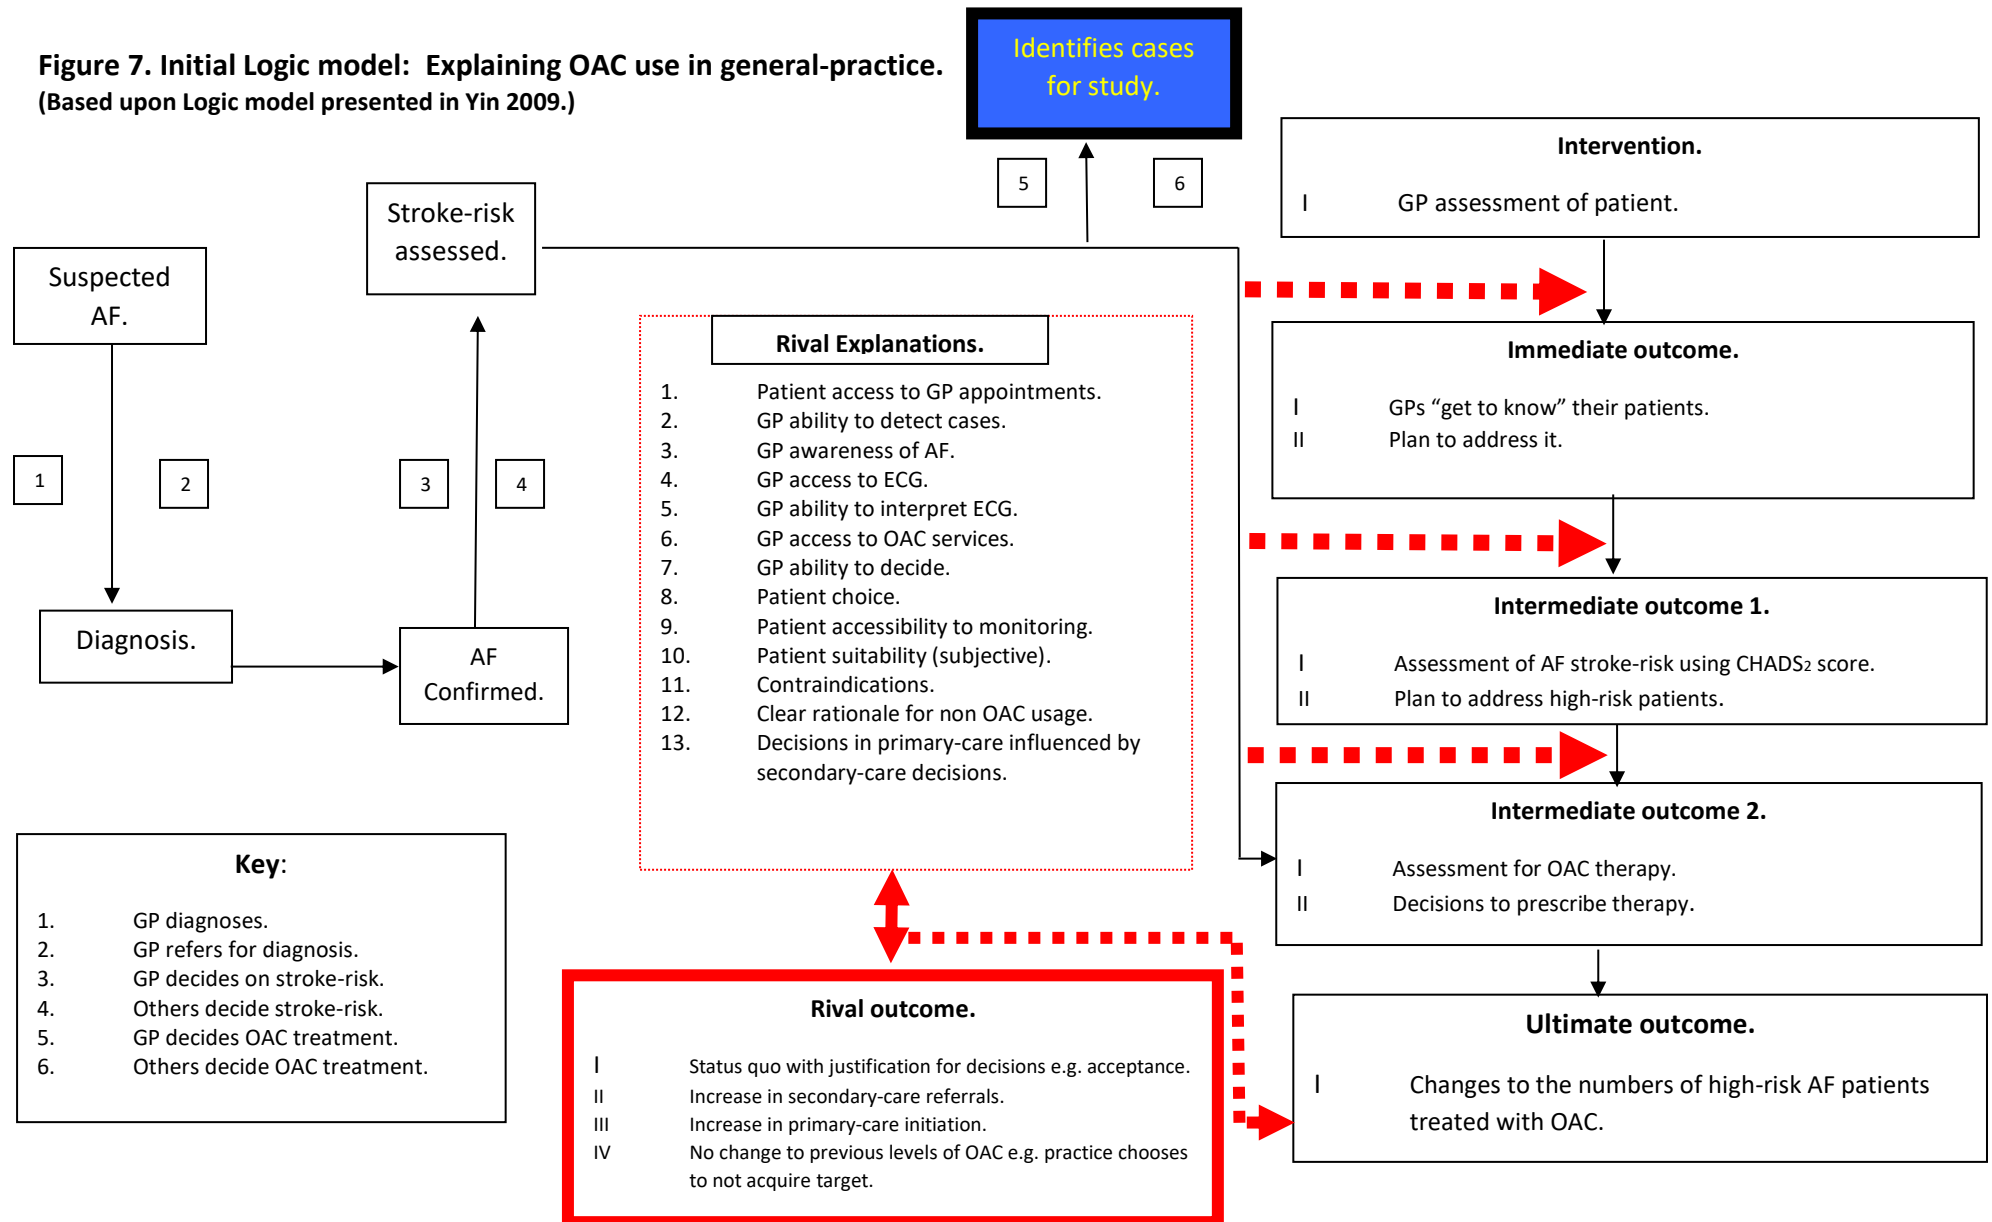 Figure 7. Initial Logic model:  Explaining OAC use in general-practice.
(Based upon Logic model presented in Yin 2009.)
Identifies cases
for study.
5
6
Suspected
AF.
1
2
Diagnosis.
Stroke-risk
assessed.
3
4
AF
Confirmed.
Rival Explanations.
1. Patient access to GP appointments.
2. GP ability to detect cases.
3. GP awareness of AF.
4. GP access to ECG.
5. GP ability to interpret ECG.
6. GP access to OAC services.
7. GP ability to decide.
8. Patient choice.
9. Patient accessibility to monitoring.
10. Patient suitability (subjective).
11. Contraindications.
12. Clear rationale for non OAC usage.
13. Decisions in primary-care influenced by
secondary-care decisions.
Intervention.
I GP assessment of patient.
Immediate outcome.
I GPs “get to know” their patients.
II Plan to address it.
Intermediate outcome 1.
I Assessment of AF stroke-risk using CHADS₂ score.
II Plan to address high-risk patients.
Intermediate outcome 2.
I Assessment for OAC therapy.
II Decisions to prescribe therapy.
Ultimate outcome.
I Changes to the numbers of high-risk AF patients
treated with OAC.
Key:
1. GP diagnoses.
2. GP refers for diagnosis.
3. GP decides on stroke-risk.
4. Others decide stroke-risk.
5. GP decides OAC treatment.
6. Others decide OAC treatment.
Rival outcome.
I Status quo with justification for decisions e.g. acceptance.
II Increase in secondary-care referrals.
III Increase in primary-care initiation.
IV No change to previous levels of OAC e.g. practice chooses
to not acquire target.